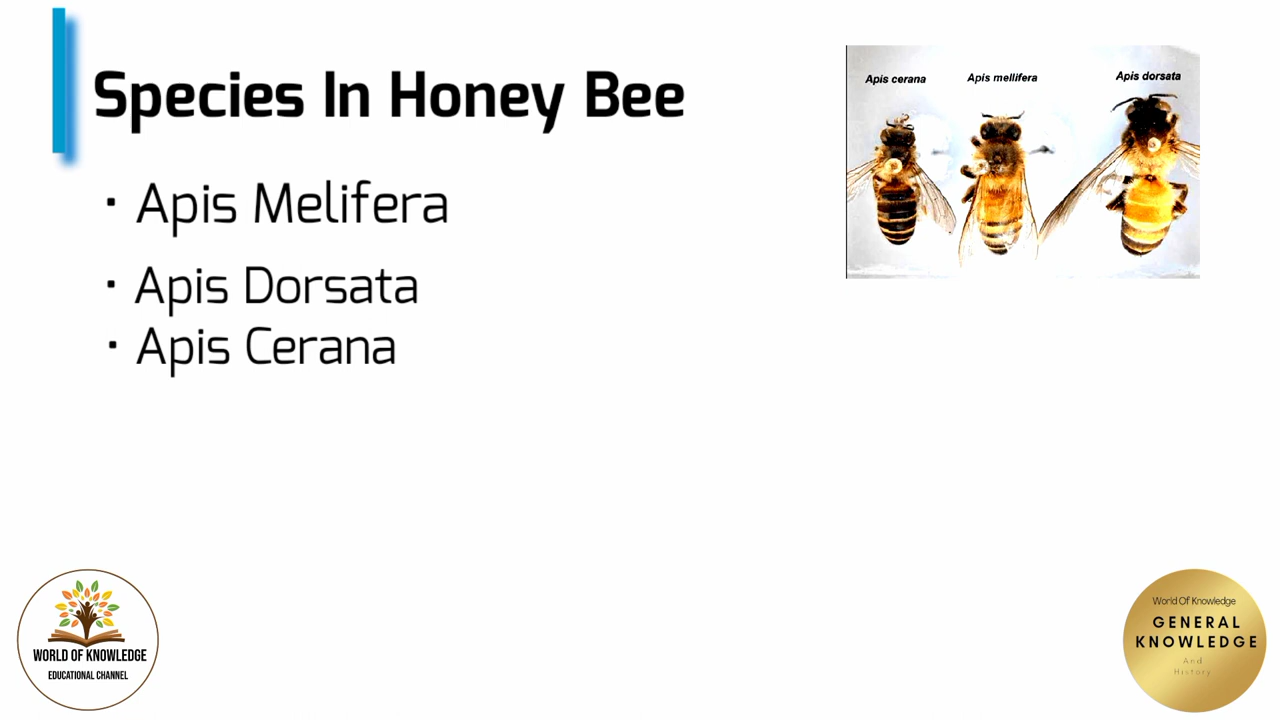 Species In Honey Bee
Apis cerana
Apis mellifera
Apis dorsata
· Apis Melifera
· Apis Dorsata
· Apis Cerana
WORLD OF KNOWLEDGE
EDUCATIONAL CHANNEL
World Of Knowledge
GENERAL
KNOWLEDGE
And
History